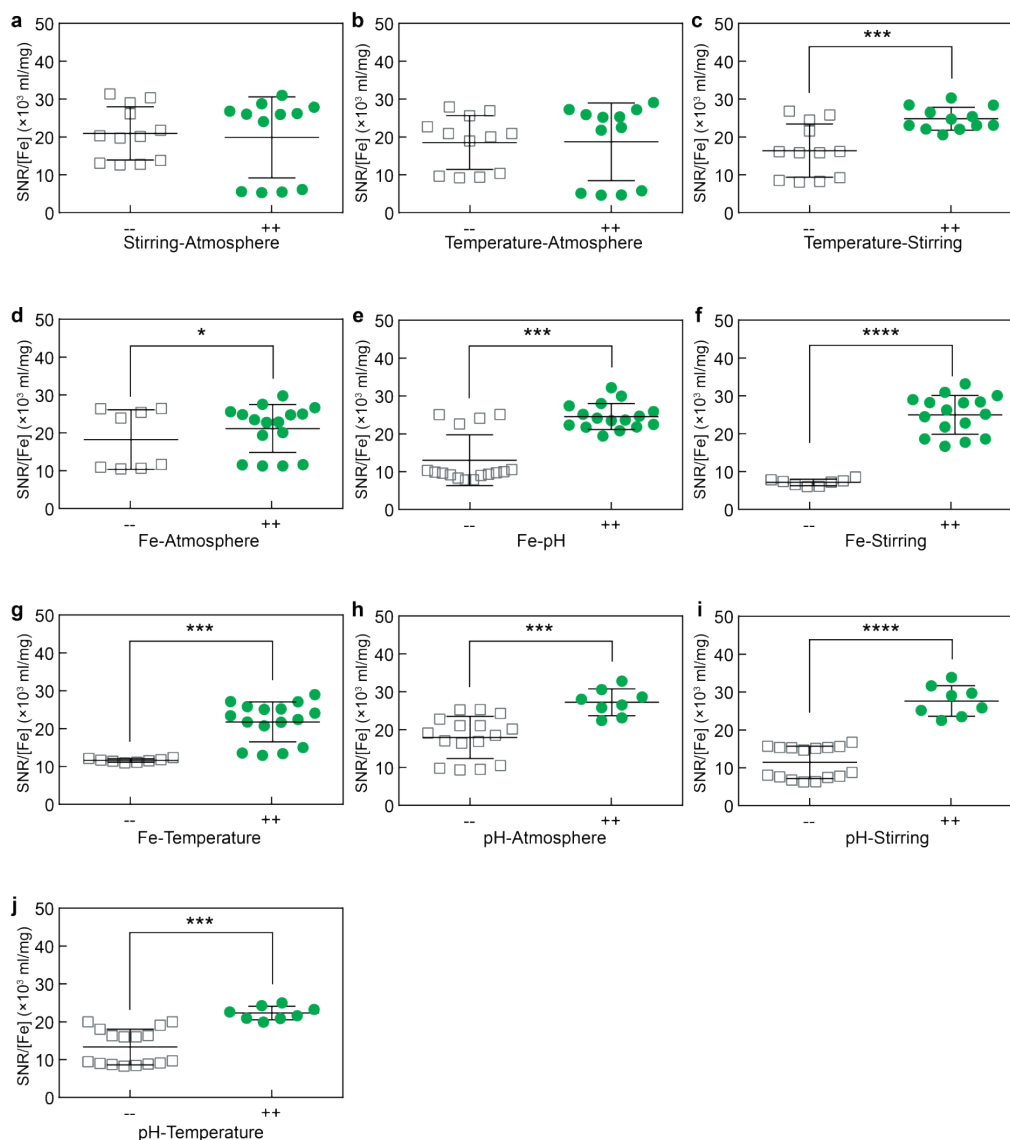 a
b
c
50
40
30
20
10
0
SNR/[Fe] (×10³ ml/mg)
--
++
Stirring-Atmosphere
50
40
30
20
10
0
SNR/[Fe] (×10³ ml/mg)
--
++
Temperature-Atmosphere
50
40
30
20
10
0
SNR/[Fe] (×10³ ml/mg)
***
--
++
Temperature-Stirring
d
e
f
50
40
30
20
10
0
SNR/[Fe] (×10³ ml/mg)
*
--
++
Fe-Atmosphere
50
40
30
20
10
0
SNR/[Fe] (×10³ ml/mg)
***
--
++
Fe-pH
50
40
30
20
10
0
SNR/[Fe] (×10³ ml/mg)
****
--
++
Fe-Stirring
g
h
i
50
40
30
20
10
0
SNR/[Fe] (×10³ ml/mg)
***
--
++
Fe-Temperature
50
40
30
20
10
0
SNR/[Fe] (×10³ ml/mg)
***
--
++
pH-Atmosphere
50
40
30
20
10
0
SNR/[Fe] (×10³ ml/mg)
****
--
++
pH-Stirring
j
50
40
30
20
10
0
SNR/[Fe] (×10³ ml/mg)
***
--
++
pH-Temperature